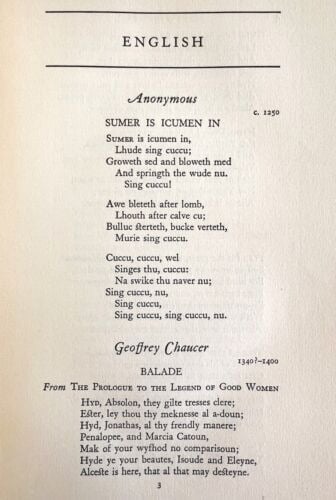 ENGLISH
Anonymous
c. 1250
SUMER IS ICUMEN IN
SUMER is icumen in,
Lhude sing cuccu;
Groweth sed and bloweth med
And springth the wude nu.
Sing cuccu!
Awe bleteth after lomb,
Lhouth after calve cu;
Bulluc sterteth, bucke verteth,
Murie sing cuccu.
Cuccu, cuccu, wel
Singes thu, cuccu:
Na swike thu naver nu;
Sing cuccu, nu,
Sing cuccu,
Sing cuccu, sing cuccu, nu.
Geoffrey Chaucer
1340?–1400
BALADE
From THE PROLOGUE TO THE LEGEND OF GOOD WOMEN
HYD, Absolon, they gilte tresses clere;
Ester, ley thou thy meknesse al a-doun;
Hyd, Jonathas, al thy frendly manere;
Penalopee, and Marcia Catoun,
Mak of your wyfhod no comparisoun;
Hyde ye your beautes, Isoude and Eleyne,
Alceste is here, that al that may desteyne.
3